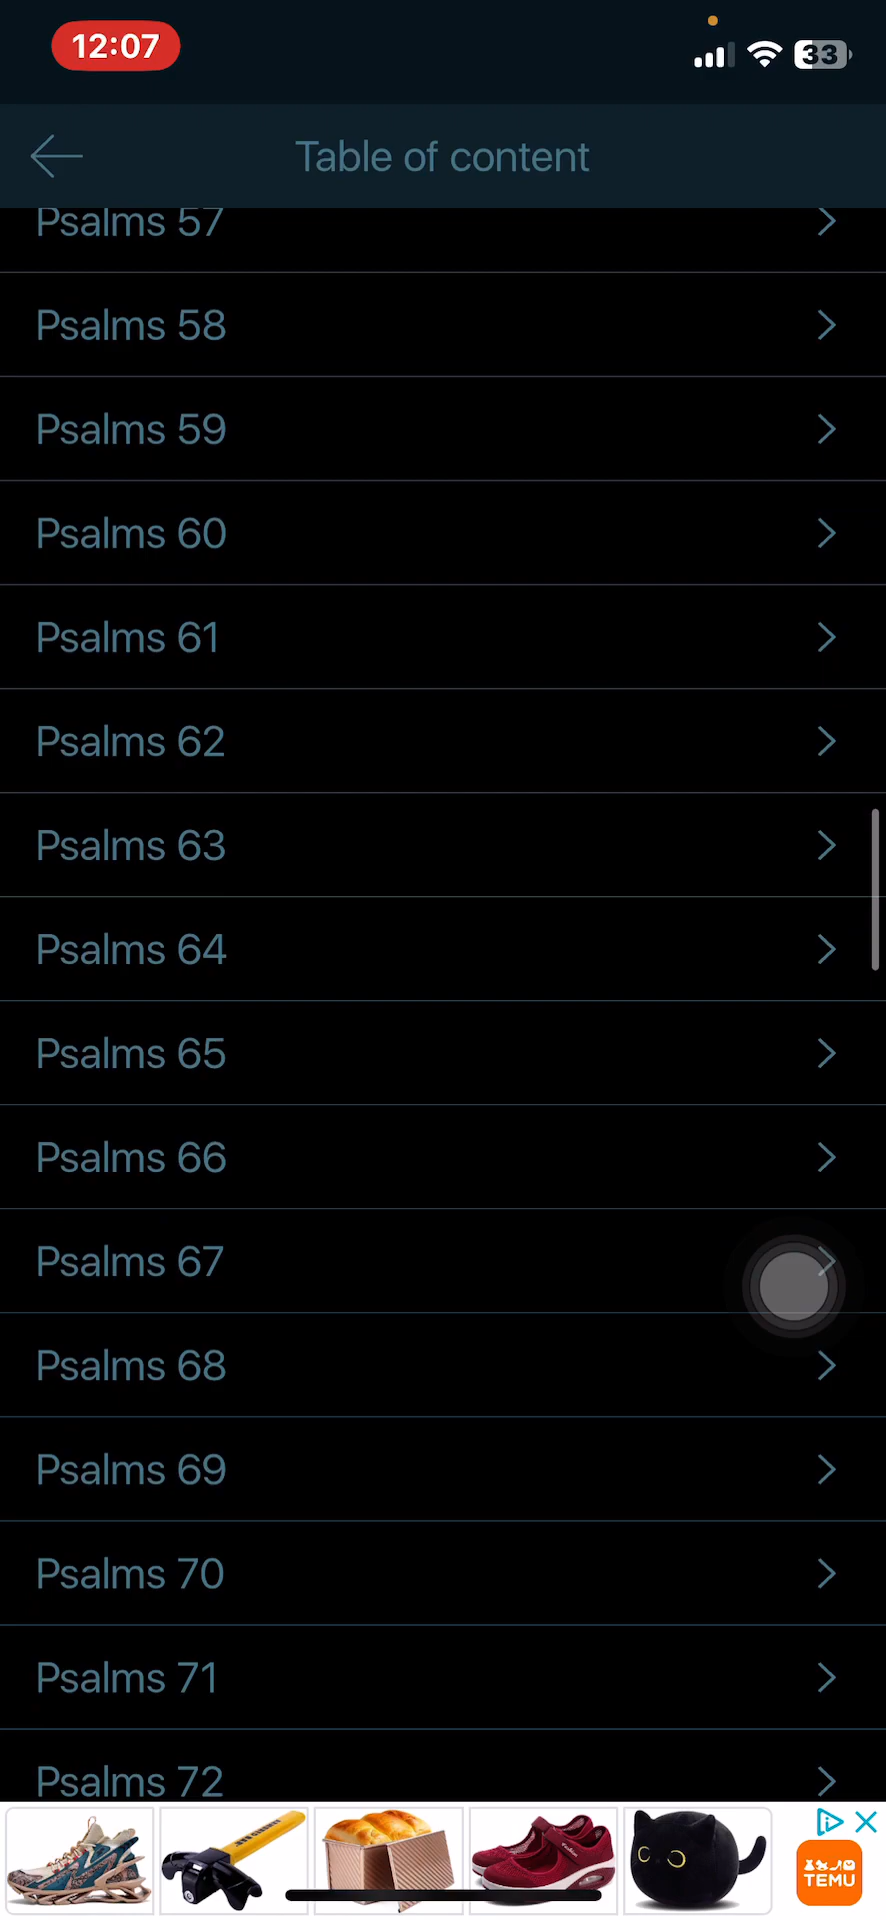 12:07
33
Table of content
Psalms 57
Psalms 58
Psalms 59
Psalms 60
Psalms 61
Psalms 62
Psalms 63
Psalms 64
Psalms 65
Psalms 66
Psalms 67
Psalms 68
Psalms 69
Psalms 70
Psalms 71
Psalms 72
TEMU